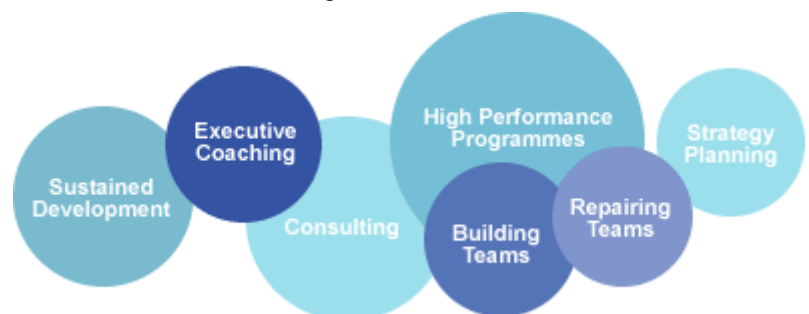 Sustained
Development
Executive
Coaching
Consulting
High Performance
Programmes
Building
Teams
Repairing
Teams
Strategy
Planning